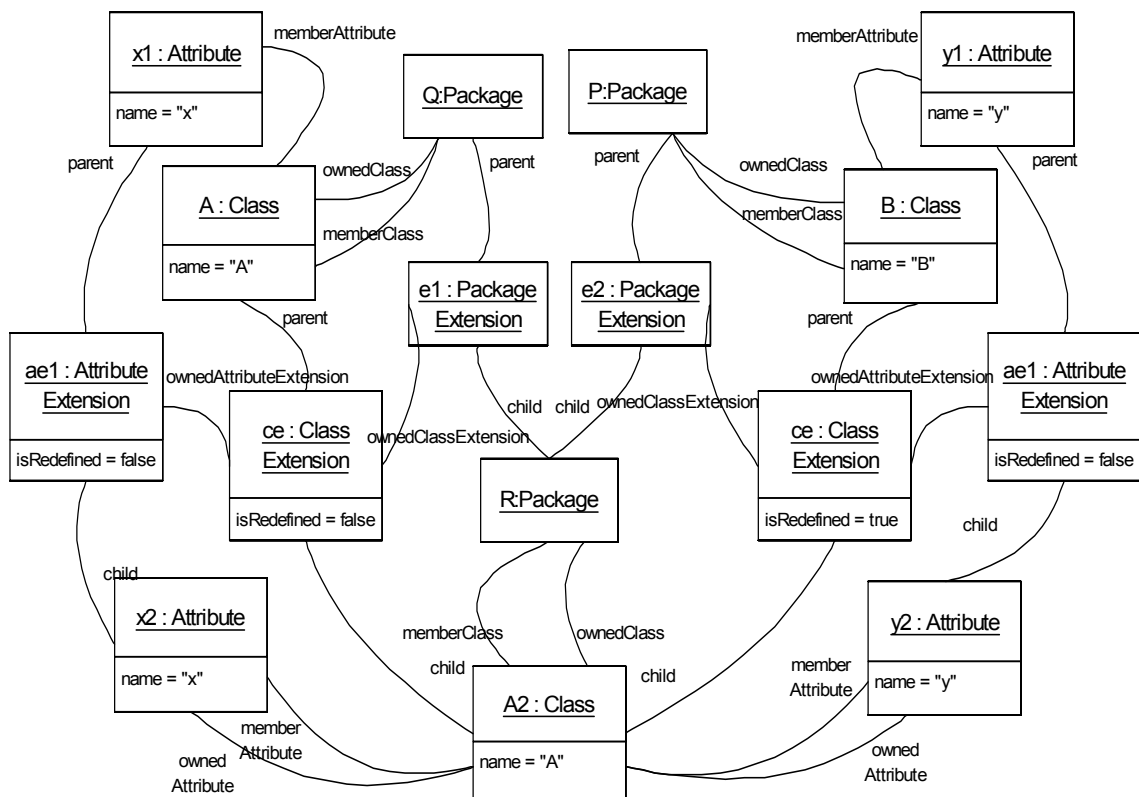 x1 : Attribute
name = "x"
memberAttribute
Q:Package
P:Package
memberAttribute
y1 : Attribute
name = "y"
parent
A : Class
name = "A"
ownedClass
memberClass
parent
parent
ownedClass
memberClass
B : Class
name = "B"
parent
ae1 : Attribute
Extension
isRedefined = false
parent
ownedAttributeExtension
e1 : Package
Extension
e2 : Package
Extension
parent
ownedAttributeExtension
ae1 : Attribute
Extension
isRedefined = false
ce : Class
Extension
isRedefined = false
ownedClassExtension
child
child
ownedClassExtension
ce : Class
Extension
isRedefined = true
R:Package
child
child
x2 : Attribute
name = "x"
memberClass
ownedClass
y2 : Attribute
name = "y"
child
child
A2 : Class
name = "A"
member
Attribute
owned
Attribute
member
Attribute
owned
Attribute